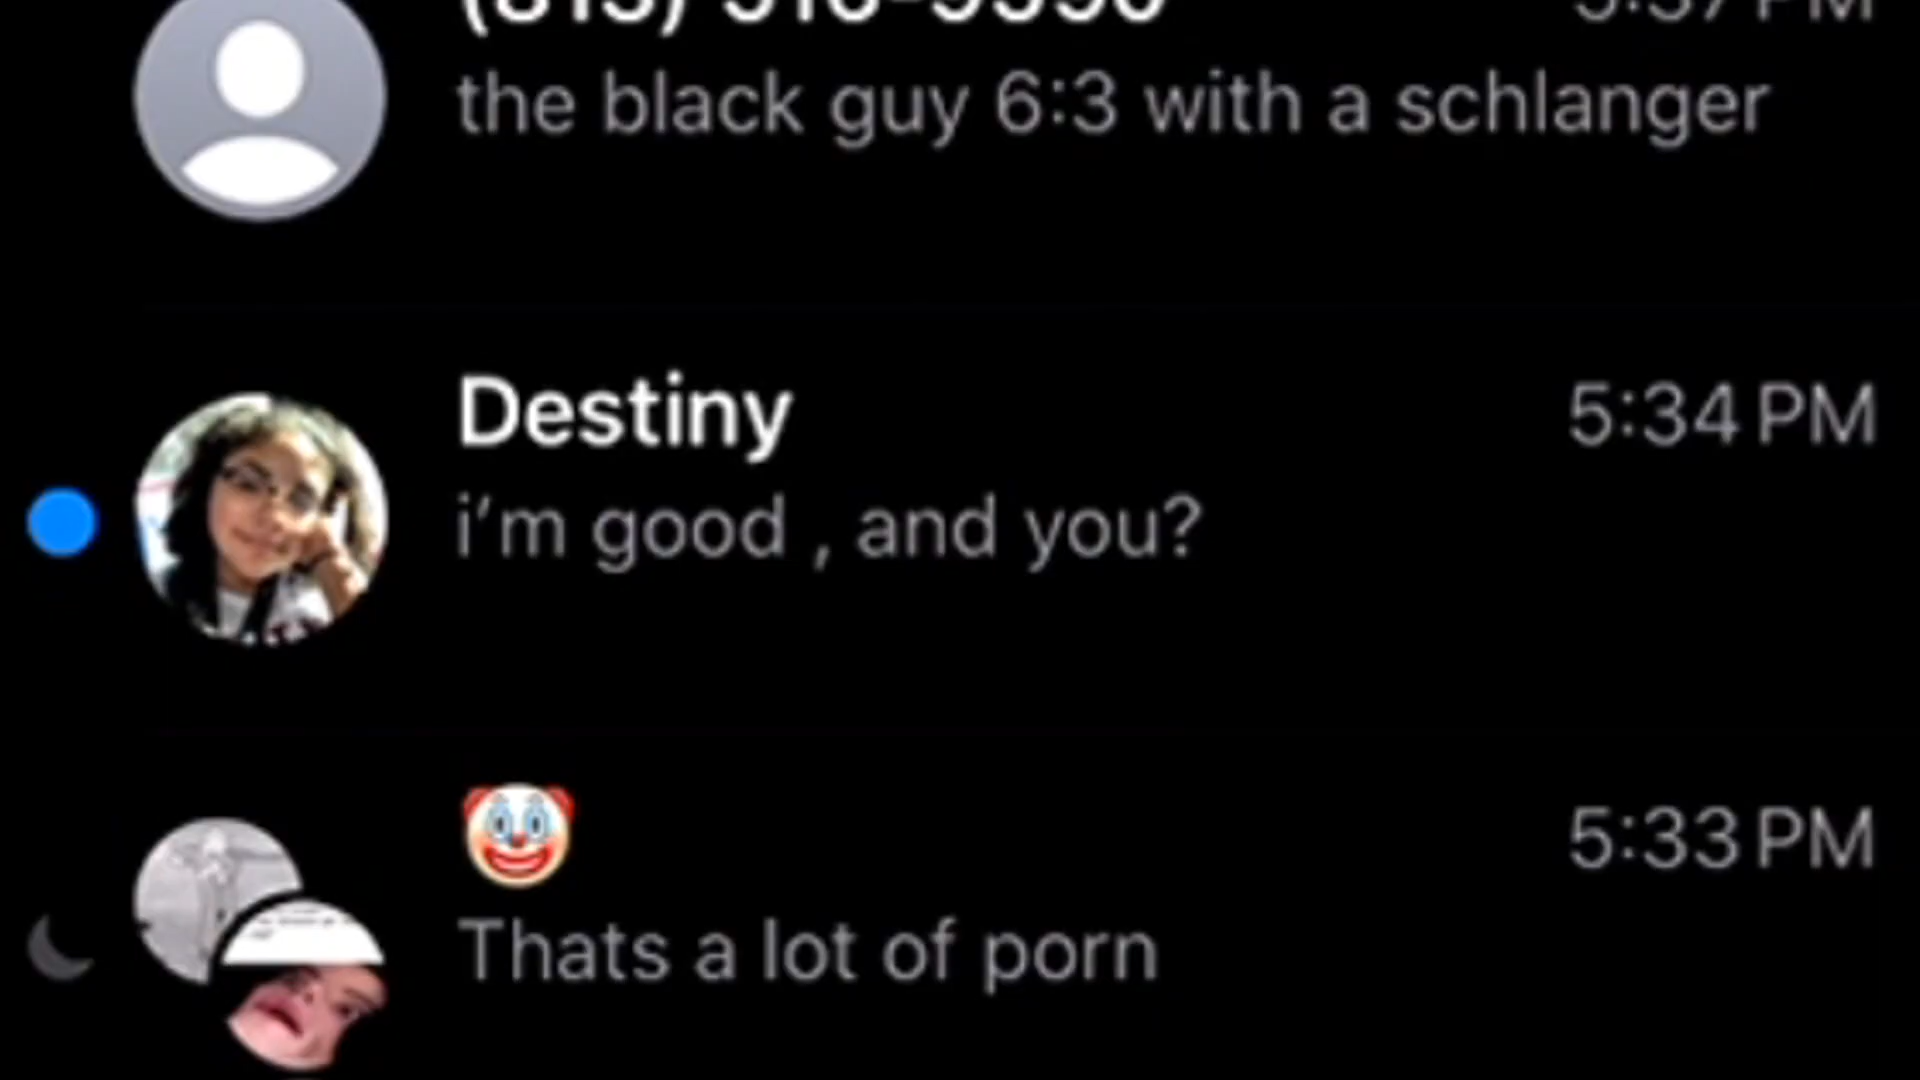 the black guy 6:3 with a schlanger
Destiny
5:34 PM
i'm good , and you?
🤡
5:33 PM
Thats a lot of porn